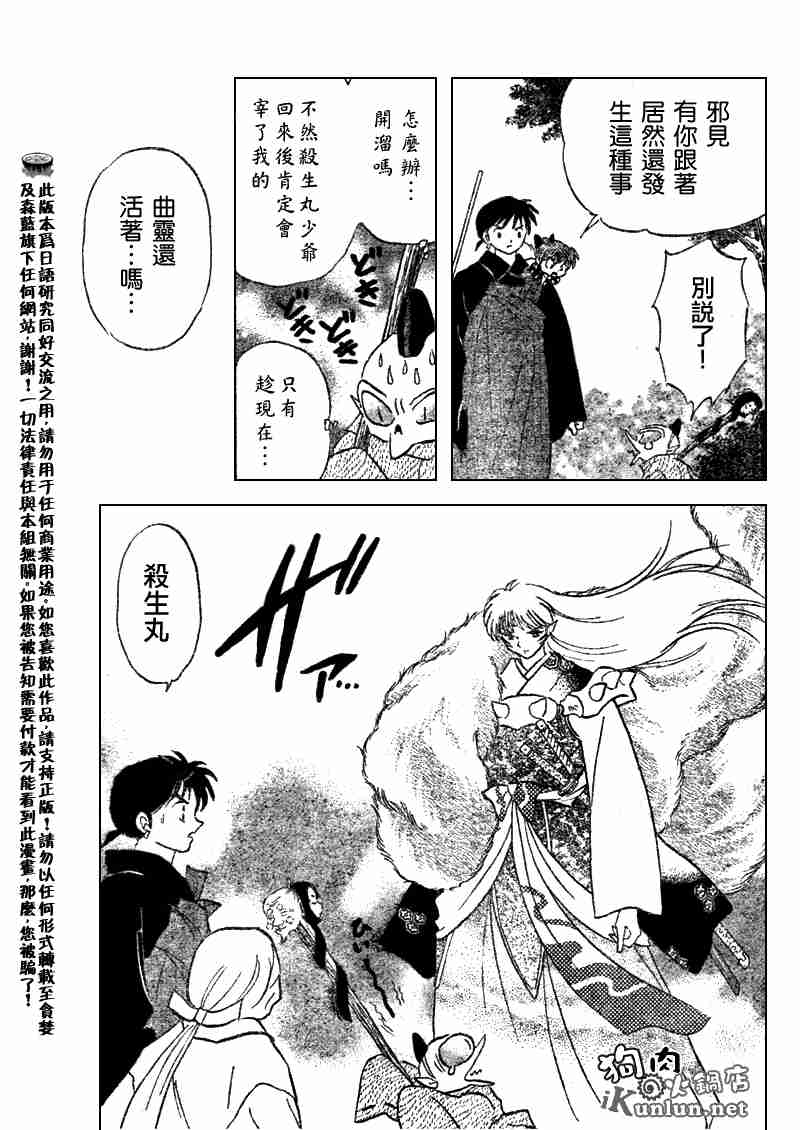 邪見
有你跟著
居然還發
生這種事
別説了！
怎麼辦…
開溜嗎
不然殺生丸少爺
回來後肯定會
宰了我的
ぎどぎど
只有
趁現在…
曲靈還
活著…嗎…
ザァ…
殺生丸
ひぃ～
狗肉
火鍋店
iKunlun.net
此版本爲日語研究同好交流之用，請勿用于任何商業用途。如您喜歡此作品，請支持正版！請勿以任何形式轉載至貪婪
及森藍旗下任何網站，謝謝！一切法律責任與本組無關。如果您被告知需要付款才能看到此漫畫，那麽，您被騙了！